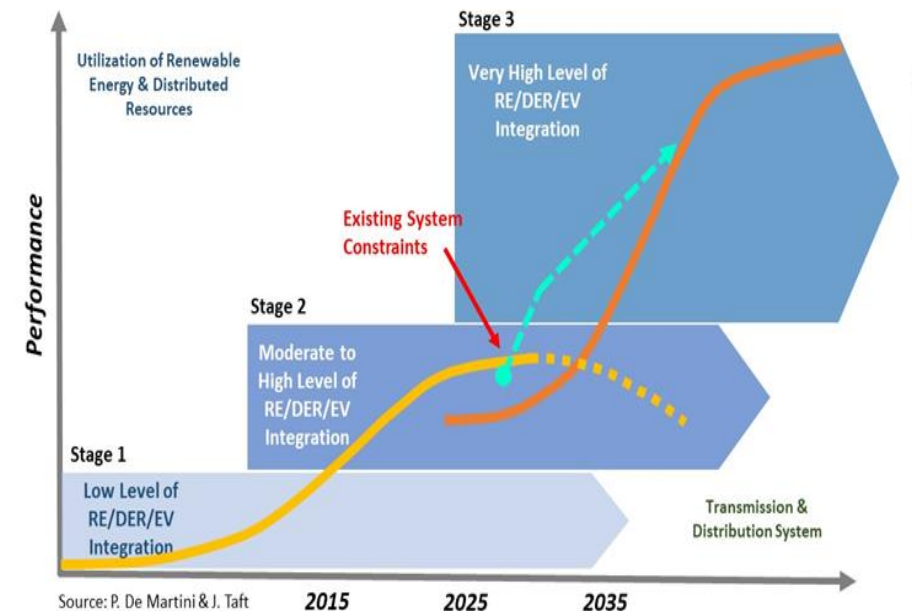 Stage 3
Utilization of Renewable
Energy & Distributed
Resources
Very High Level of
RE/DER/EV
Integration
Performance
Existing System
Constraints
Stage 2
Moderate to
High Level of
RE/DER/EV
Integration
Stage 1
Low Level of
RE/DER/EV
Integration
Transmission &
Distribution System
Source: P. De Martini & J. Taft
2015
2025
2035